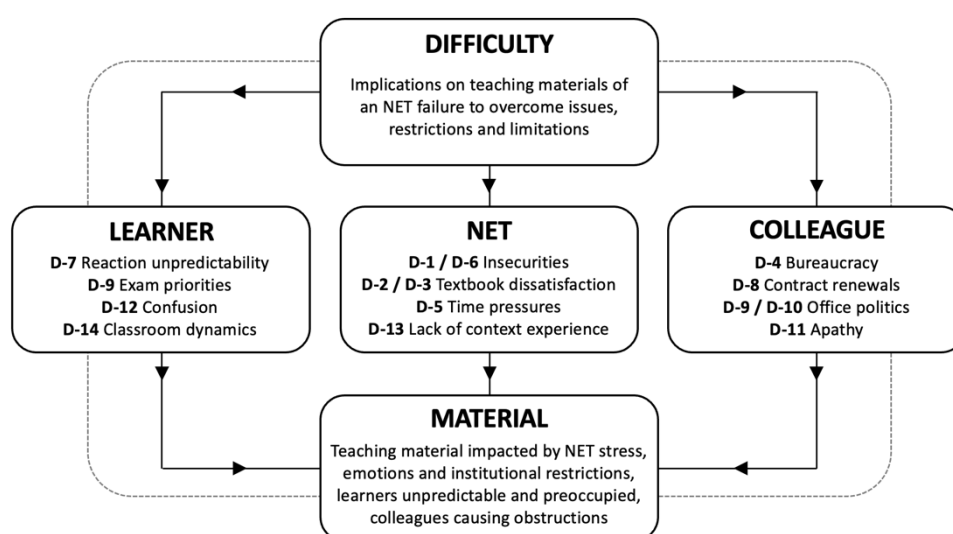 DIFFICULTY
Implications on teaching materials of
an NET failure to overcome issues,
restrictions and limitations
LEARNER
D-7 Reaction unpredictability
D-9 Exam priorities
D-12 Confusion
D-14 Classroom dynamics
NET
D-1 / D-6 Insecurities
D-2 / D-3 Textbook dissatisfaction
D-5 Time pressures
D-13 Lack of context experience
COLLEAGUE
D-4 Bureaucracy
D-8 Contract renewals
D-9 / D-10 Office politics
D-11 Apathy
MATERIAL
Teaching material impacted by NET stress,
emotions and institutional restrictions,
learners unpredictable and preoccupied,
colleagues causing obstructions